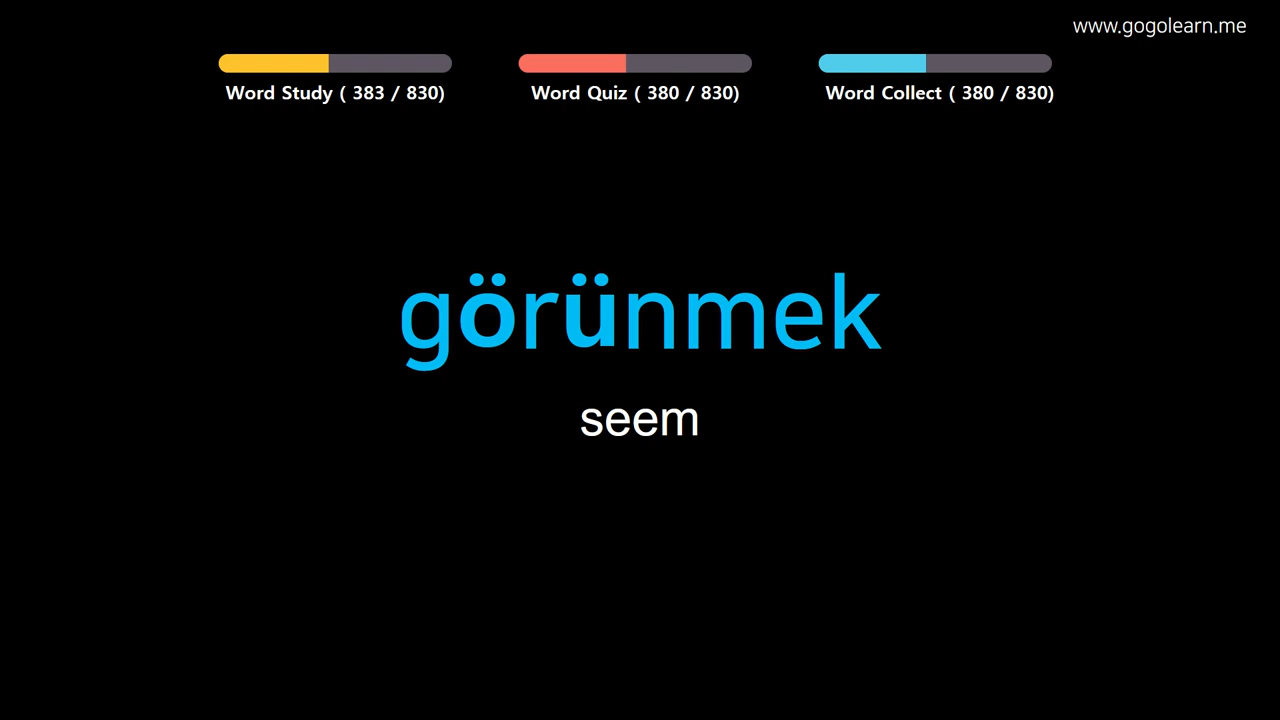 www.gogolearn.me
Word Study ( 383 / 830)
Word Quiz ( 380 / 830)
Word Collect ( 380 / 830)
görünmek
seem